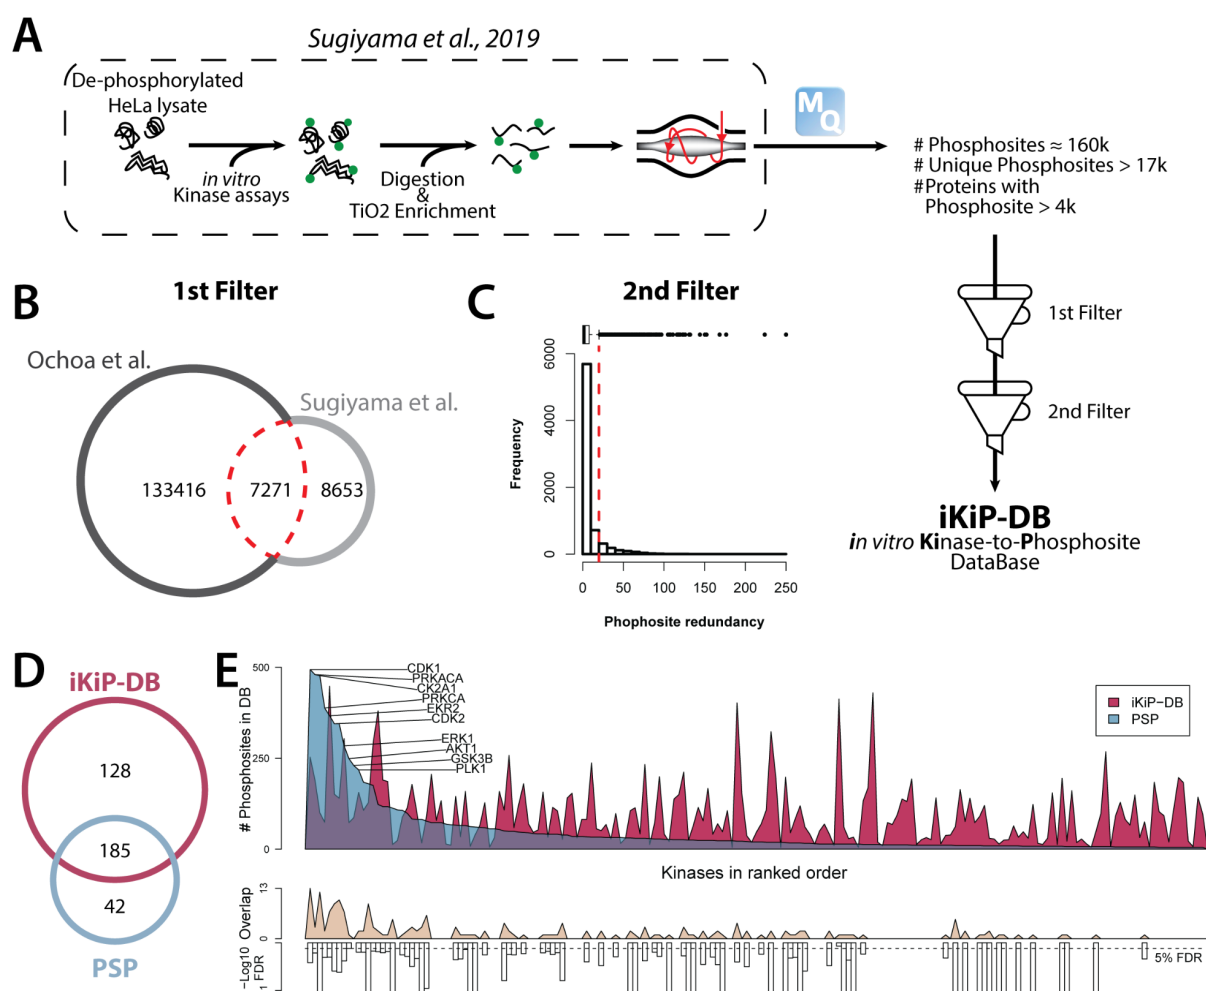 A
Sugiyama et al., 2019
De-phosphorylated
HeLa lysate
in vitro
Kinase assays
Digestion
&
TiO2 Enrichment
M
Q
# Phosphosites ≈ 160k
# Unique Phosphosites > 17k
#Proteins with
Phosphosite > 4k
1st Filter
2nd Filter
iKiP-DB
in vitro Kinase-to-Phosphosite
DataBase
B
1st Filter
Ochoa et al.
Sugiyama et al.
133416
7271
8653
C
2nd Filter
Frequency
6000
4000
2000
0
0
50
100
150
200
250
Phophosite redundancy
D
iKiP-DB
128
185
42
PSP
E
# Phosphosites in DB
500
250
0
CDK1
PRKACA
CK2A1
PRKCA
EKR2
CDK2
ERK1
AKT1
GSK3B
PLK1
iKiP−DB
PSP
Kinases in ranked order
Overlap
13
0
−Log10
FDR
5% FDR